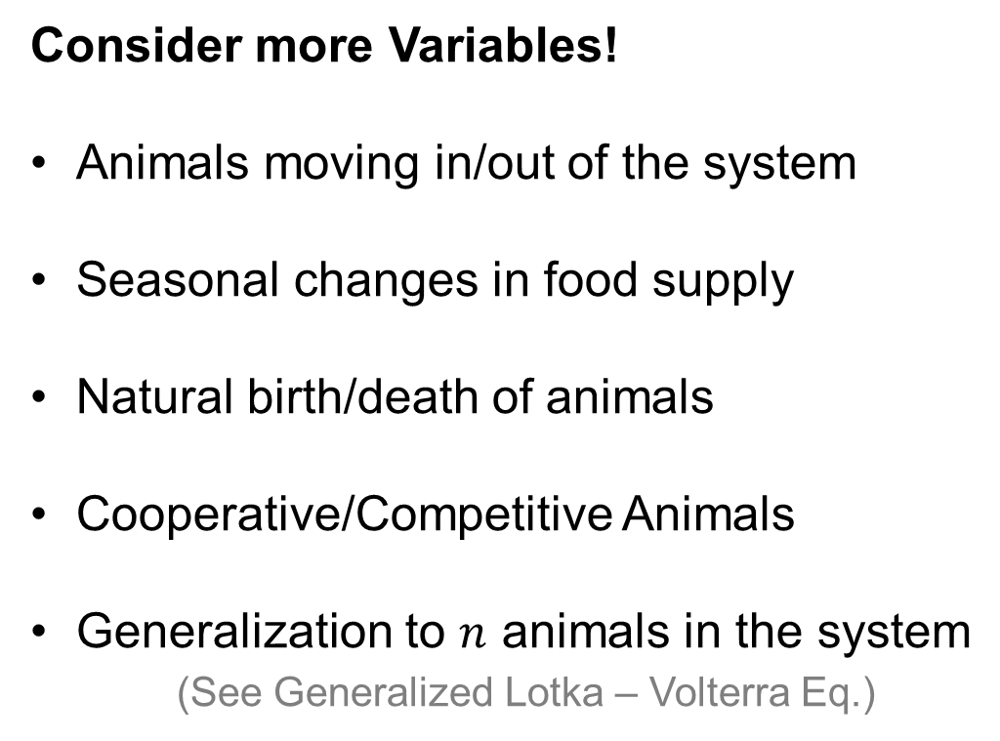 Consider more Variables!
• Animals moving in/out of the system
• Seasonal changes in food supply
• Natural birth/death of animals
• Cooperative/Competitive Animals
• Generalization to 𝑛 animals in the system
(See Generalized Lotka – Volterra Eq.)